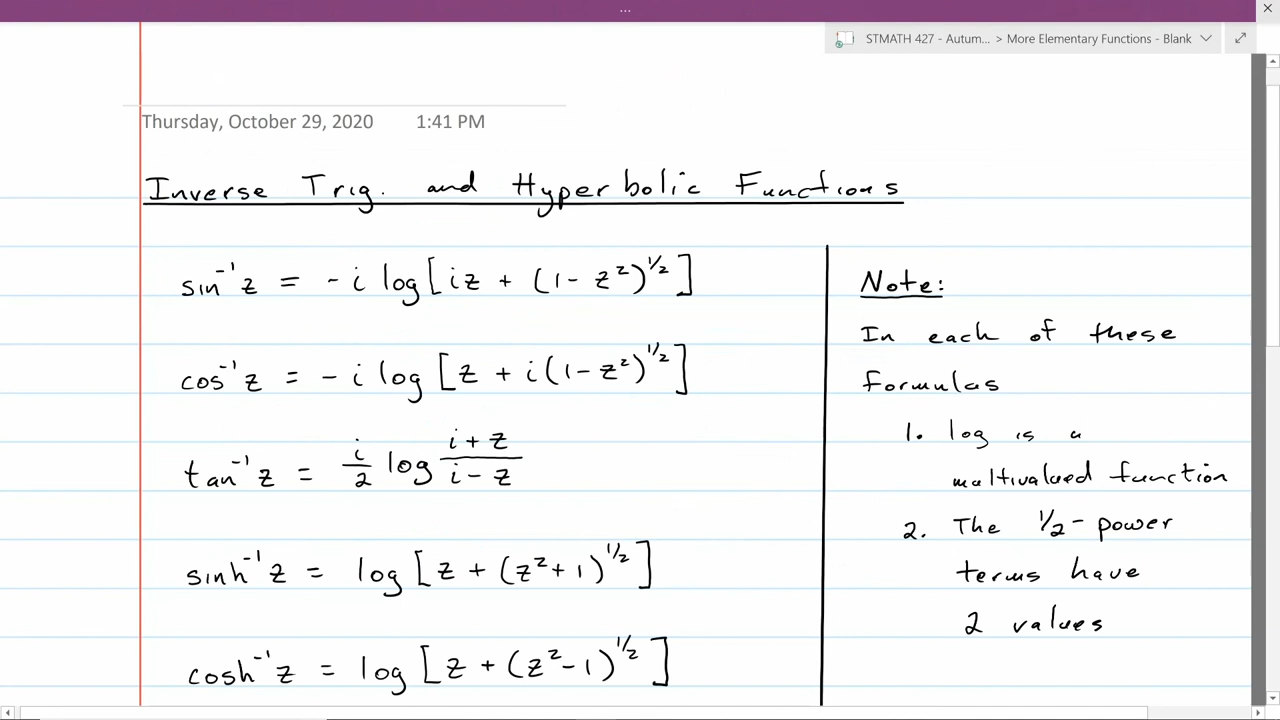 ...
STMATH 427 - Autum... > More Elementary Functions - Blank
Thursday, October 29, 2020 1:41 PM
Inverse Trig. and Hyperbolic Functions
sin⁻¹z = -i log[iz + (1-z²)^½]
cos⁻¹z = -i log[z + i(1-z²)^½]
tan⁻¹z = i/2 log (i+z)/(i-z)
sinh⁻¹z = log[z + (z²+1)^½]
cosh⁻¹z = log[z + (z²-1)^½]
Note:
In each of these
formulas
1. log is a
multivalued function
2. The ½-power
terms have
2 values